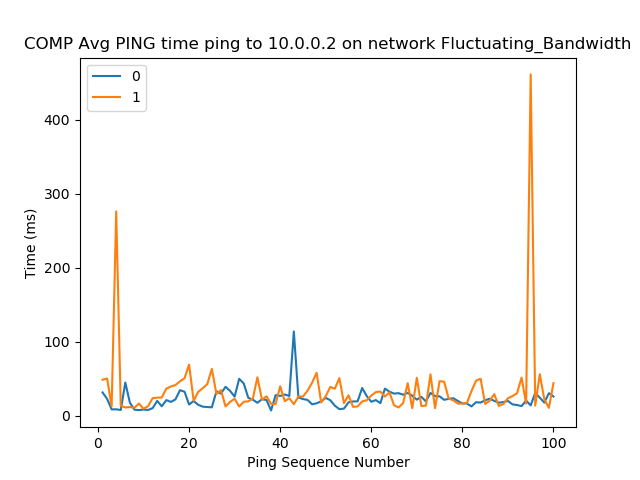 COMP Avg PING time ping to 10.0.0.2 on network Fluctuating_Bandwidth
0
1
Time (ms)
400
300
200
100
0
0 20 40 60 80 100
Ping Sequence Number